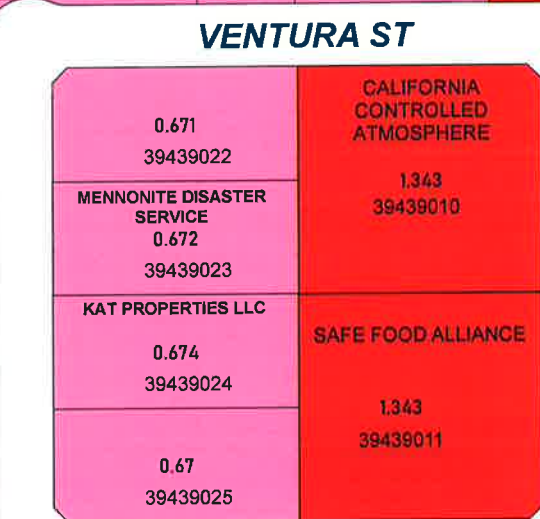 VENTURA ST
0.671
39439022
MENNONITE DISASTER
SERVICE
0.672
39439023
KAT PROPERTIES LLC
0.674
39439024
0.67
39439025
CALIFORNIA
CONTROLLED
ATMOSPHERE
1.343
39439010
SAFE FOOD ALLIANCE
1.343
39439011